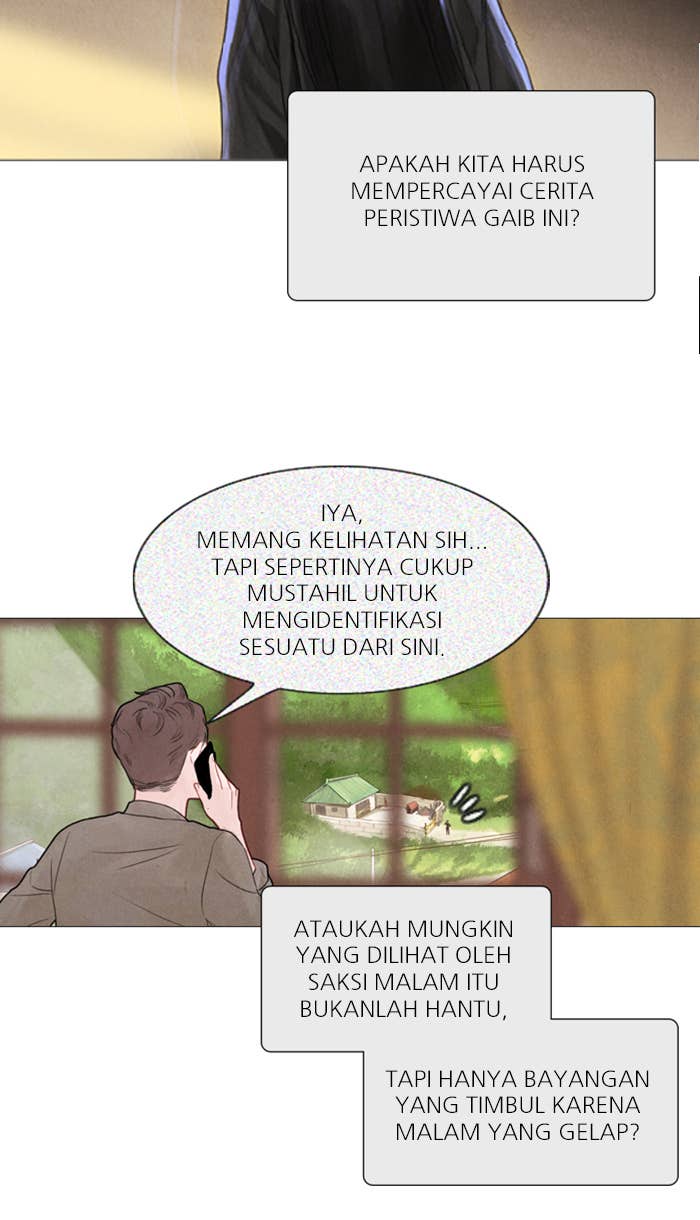 APAKAH KITA HARUS
MEMPERCAYAI CERITA
PERISTIWA GAIB INI?
IYA,
MEMANG KELIHATAN SIH...
TAPI SEPERTINYA CUKUP
MUSTAHIL UNTUK
MENGIDENTIFIKASI
SESUATU DARI SINI.
ATAUKAH MUNGKIN
YANG DILIHAT OLEH
SAKSI MALAM ITU
BUKANLAH HANTU,
TAPI HANYA BAYANGAN
YANG TIMBUL KARENA
MALAM YANG GELAP?